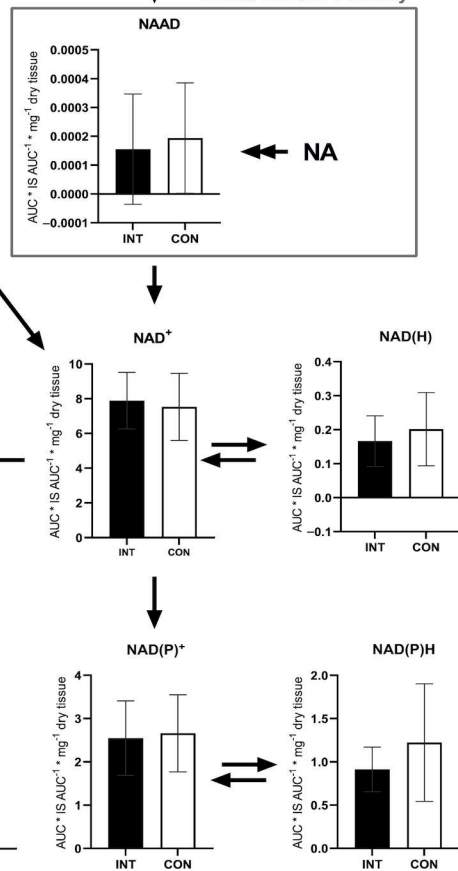 NAAD
AUC * IS AUC⁻¹ * mg⁻¹ dry tissue
0.0005
0.0004
0.0003
0.0002
0.0001
0.0000
−0.0001
INT CON
NA
NAD⁺
AUC * IS AUC⁻¹ * mg⁻¹ dry tissue
10
8
6
4
2
0
INT CON
NAD(H)
AUC * IS AUC⁻¹ * mg⁻¹ dry tissue
0.4
0.3
0.2
0.1
0.0
−0.1
INT CON
NAD(P)⁺
AUC * IS AUC⁻¹ * mg⁻¹ dry tissue
4
3
2
1
0
INT CON
NAD(P)H
AUC * IS AUC⁻¹ * mg⁻¹ dry tissue
2.0
1.5
1.0
0.5
0.0
INT CON